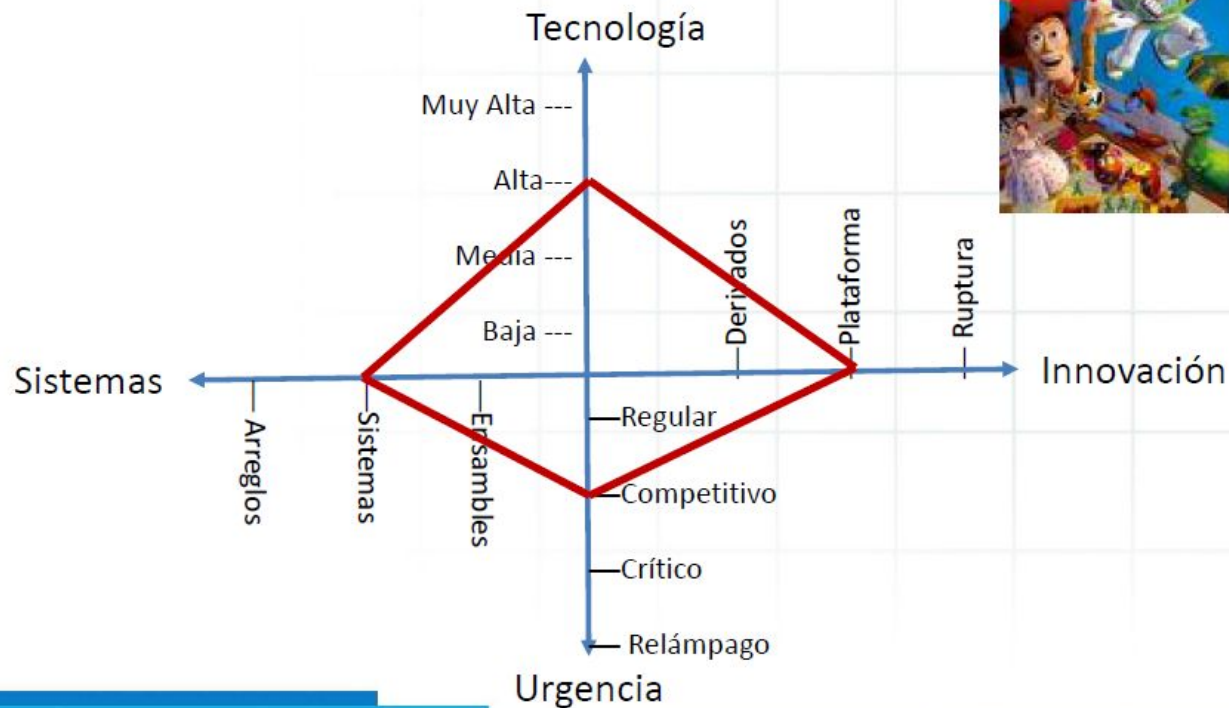 Tecnología
Muy Alta ---
Alta---
Media ---
Baja ---
Derivados
Plataforma
Ruptura
Sistemas
Innovación
Arreglos
Sistemas
Ensambles
Regular
Competitivo
Crítico
Relámpago
Urgencia